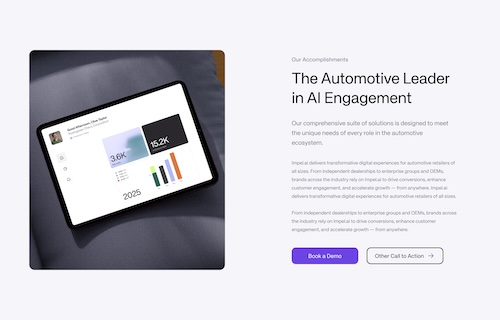 Our Accomplishments
The Automotive Leader
in AI Engagement
Our comprehensive suite of solutions is designed to meet
the unique needs of every role in the automotive
ecosystem.
Impel.ai delivers transformative digital experiences for automotive retailers of
all sizes. From independent dealerships to enterprise groups and OEMs,
brands across the industry rely on Impel.ai to drive conversions, enhance
customer engagement, and accelerate growth — from anywhere. Impel.ai
delivers transformative digital experiences for automotive retailers of all sizes.
From independent dealerships to enterprise groups and OEMs, brands across
the industry rely on Impel.ai to drive conversions, enhance customer
engagement, and accelerate growth — from anywhere.
Book a Demo
Other Call to Action →
Good Afternoon,
3.6K
15.2K
2025